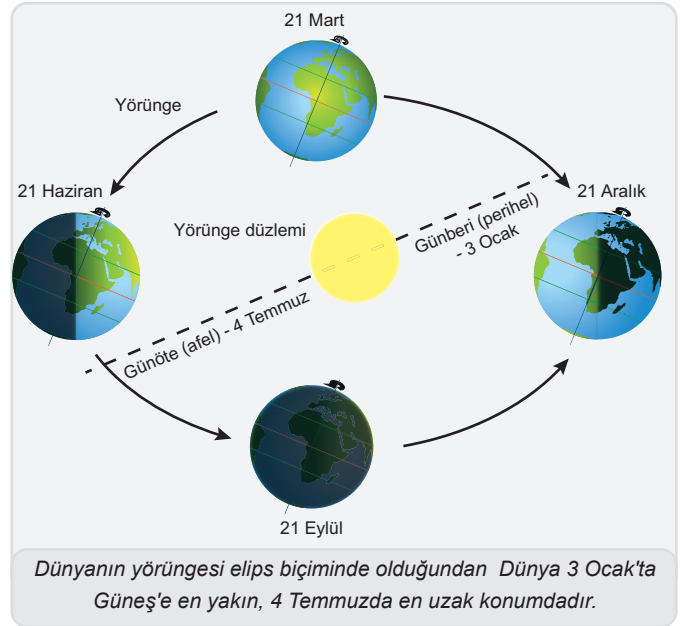 21 Mart
Yörünge
21 Haziran
21 Aralık
Yörünge düzlemi
Günberi (perihel)
- 3 Ocak
Günöte (afel) - 4 Temmuz
21 Eylül
Dünyanın yörüngesi elips biçiminde olduğundan Dünya 3 Ocak'ta
Güneş'e en yakın, 4 Temmuzda en uzak konumdadır.